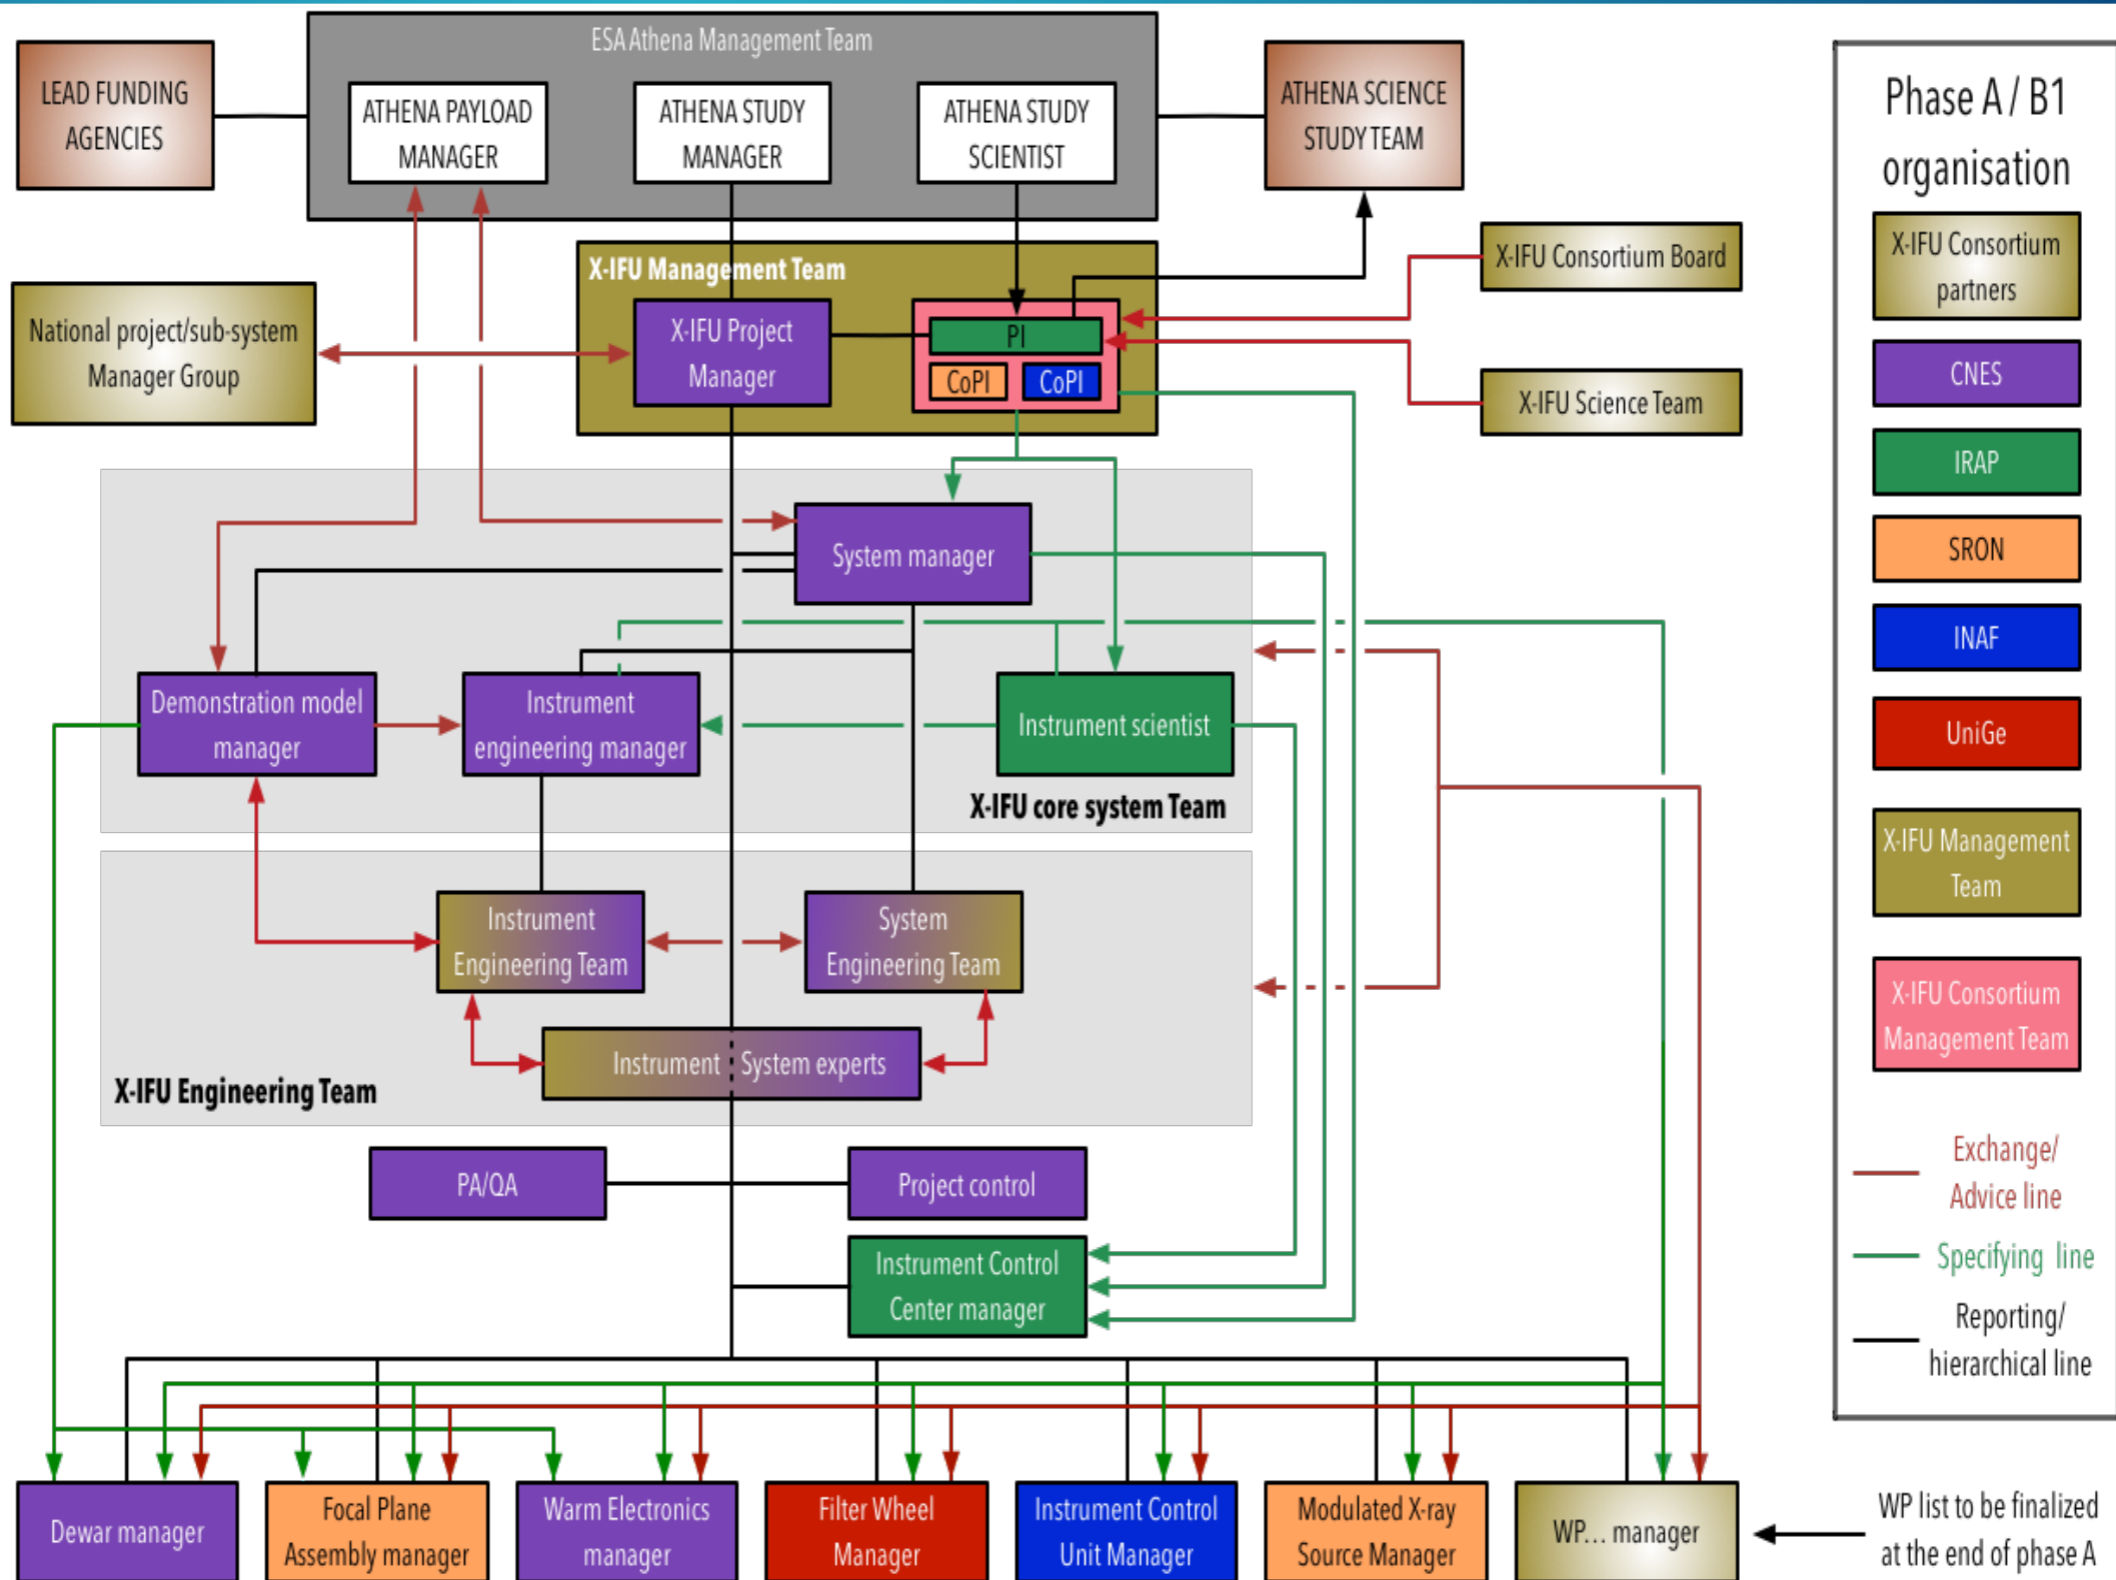 ESA Athena Management Team
LEAD FUNDING
AGENCIES
ATHENA PAYLOAD
MANAGER
ATHENA STUDY
MANAGER
ATHENA STUDY
SCIENTIST
ATHENA SCIENCE
STUDY TEAM
X-IFU Management Team
X-IFU Consortium Board
National project/sub-system
Manager Group
X-IFU Project
Manager
PI
CoPI
CoPI
X-IFU Science Team
System manager
Demonstration model
manager
Instrument
engineering manager
Instrument scientist
X-IFU core system Team
Instrument
Engineering Team
System
Engineering Team
Instrument
System experts
X-IFU Engineering Team
PA/QA
Project control
Instrument Control
Center manager
Dewar manager
Focal Plane
Assembly manager
Warm Electronics
manager
Filter Wheel
Manager
Instrument Control
Unit Manager
Modulated X-ray
Source Manager
WP... manager
WP list to be finalized
at the end of phase A
Phase A / B1
organisation
X-IFU Consortium
partners
CNES
IRAP
SRON
INAF
UniGe
X-IFU Management
Team
X-IFU Consortium
Management Team
Exchange/
Advice line
Specifying line
Reporting/
hierarchical line